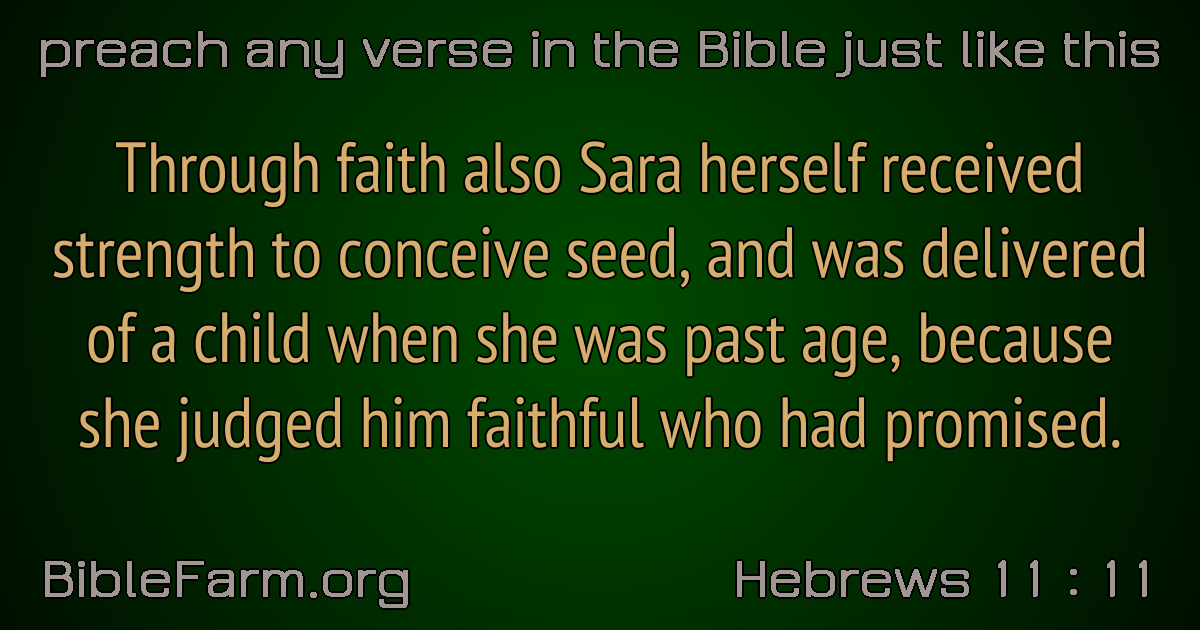 preach any verse in the Bible just like this
Through faith also Sara herself received
strength to conceive seed, and was delivered
of a child when she was past age, because
she judged him faithful who had promised.
BibleFarm.org
Hebrews 11 : 11